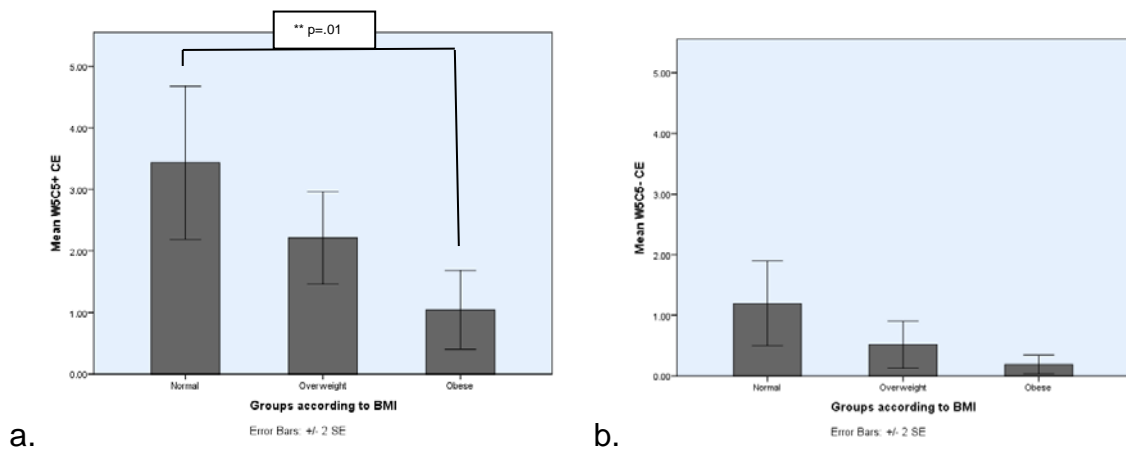 ** p=.01
5.00
4.00
3.00
2.00
1.00
0.00
Mean W5C5+ CE
Normal
Overweight
Obese
Groups according to BMI
Error Bars: +/- 2 SE
a.
5.00
4.00
3.00
2.00
1.00
0.00
Mean W5C5- CE
Normal
Overweight
Obese
Groups according to BMI
Error Bars: +/- 2 SE
b.